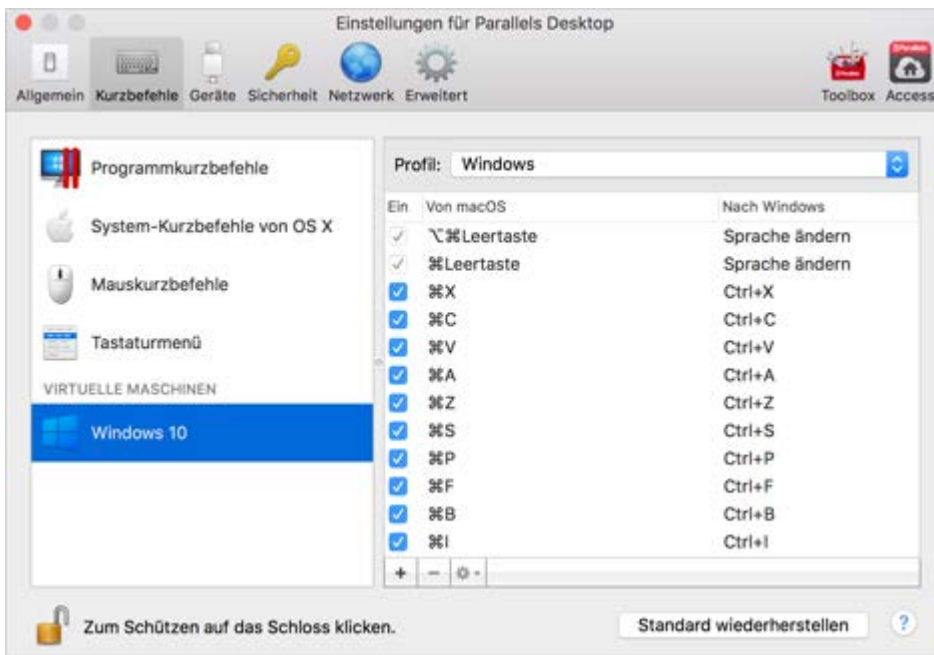 Einstellungen für Parallels Desktop
Allgemein Kurzbefehle Geräte Sicherheit Netzwerk Erweitert Toolbox Access
Programmkurzbefehle
System-Kurzbefehle von OS X
Mauskurzbefehle
Tastaturmenü
VIRTUELLE MASCHINEN
Windows 10
Profil: Windows
Ein Von macOS Nach Windows
⌥⌘Leertaste Sprache ändern
⌘Leertaste Sprache ändern
⌘X Ctrl+X
⌘C Ctrl+C
⌘V Ctrl+V
⌘A Ctrl+A
⌘Z Ctrl+Z
⌘S Ctrl+S
⌘P Ctrl+P
⌘F Ctrl+F
⌘B Ctrl+B
⌘I Ctrl+I
Zum Schützen auf das Schloss klicken.
Standard wiederherstellen ?